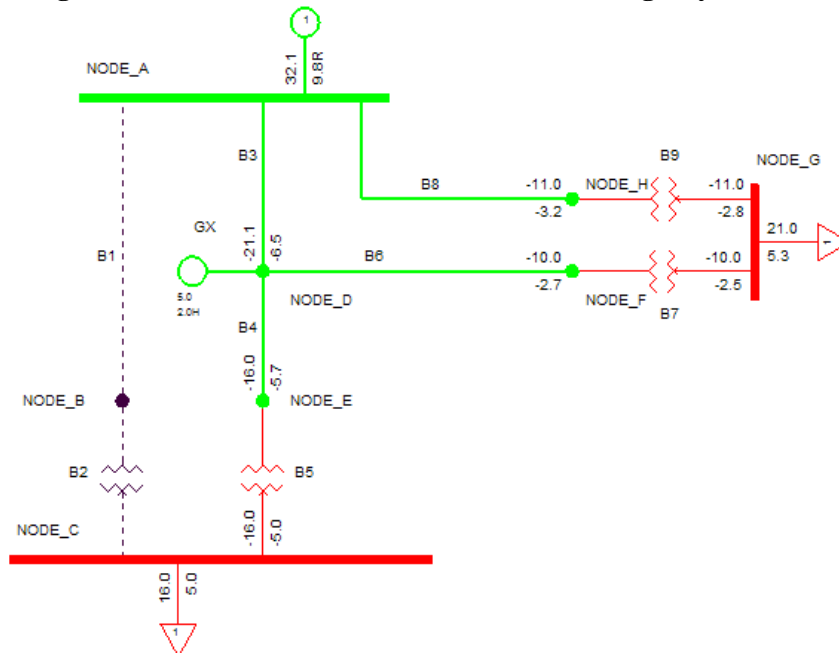 1
32.1
9.8R
NODE_A
B3
B8
-11.0
-3.2
NODE_H
B9
-11.0
-2.8
NODE_G
21.0
5.3
1
B1
GX
-21.1
-6.5
B6
5.0
2.0H
NODE_D
-10.0
-2.7
NODE_F
B7
-10.0
-2.5
B4
-16.0
-5.7
NODE_B
NODE_E
B2
B5
NODE_C
-16.0
-5.0
16.0
5.0
1